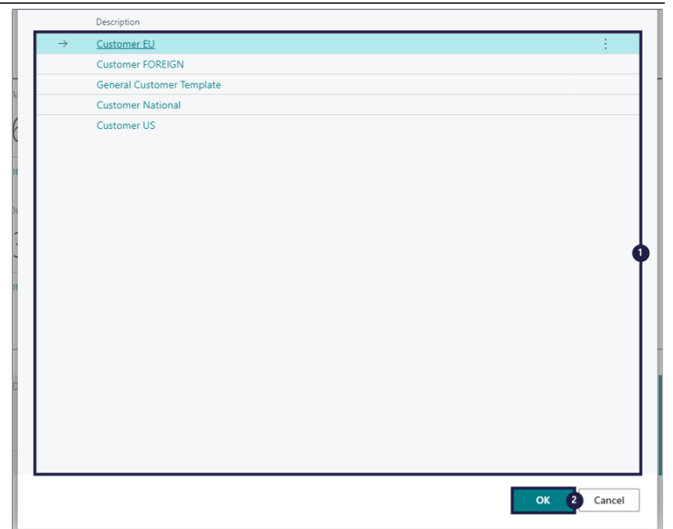 Description
Customer EU
Customer FOREIGN
General Customer Template
Customer National
Customer US
1
OK 2 Cancel